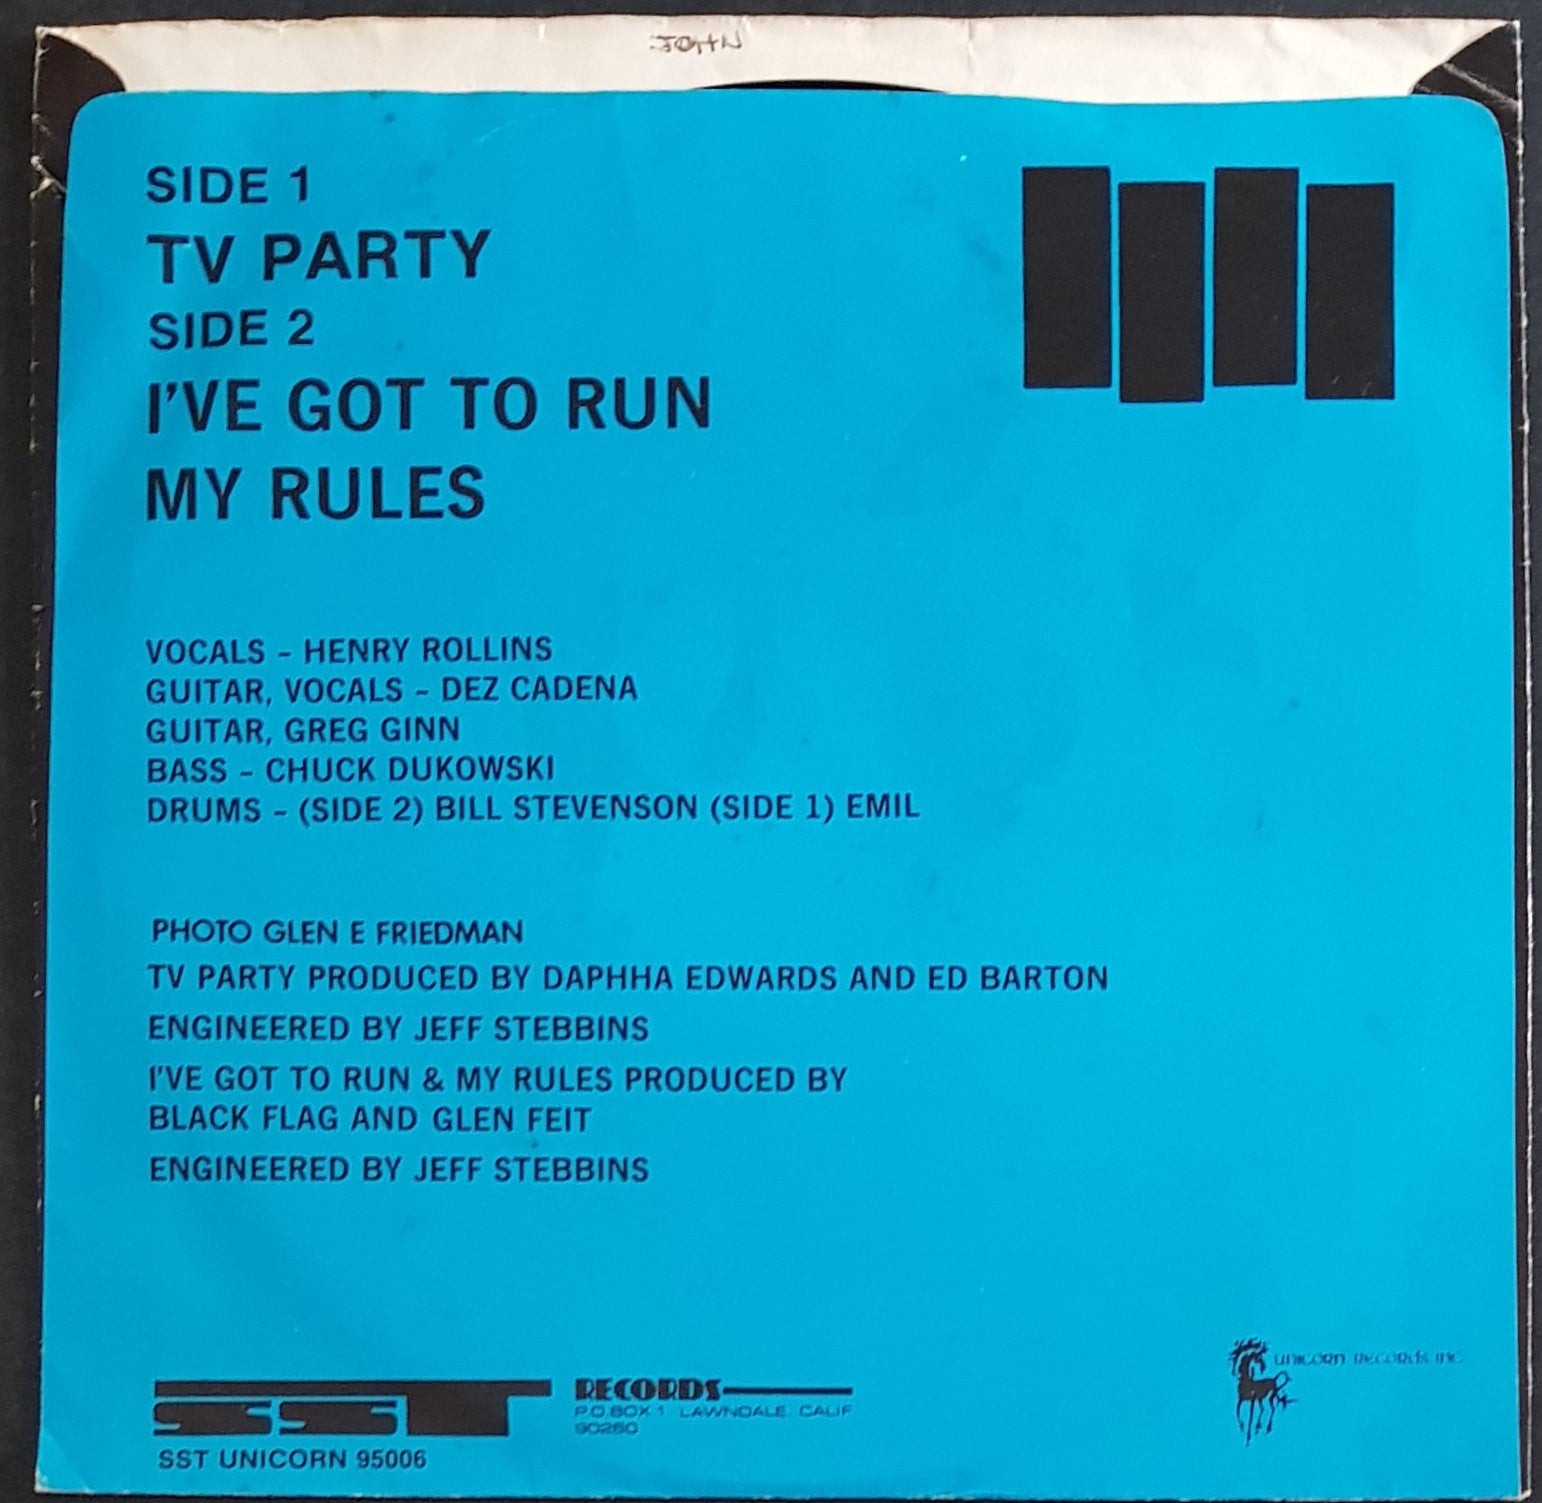 JOHN
SIDE 1
TV PARTY
SIDE 2
I'VE GOT TO RUN
MY RULES
VOCALS - HENRY ROLLINS
GUITAR, VOCALS - DEZ CADENA
GUITAR, GREG GINN
BASS - CHUCK DUKOWSKI
DRUMS - (SIDE 2) BILL STEVENSON (SIDE 1) EMIL
PHOTO GLEN E FRIEDMAN
TV PARTY PRODUCED BY DAPHHA EDWARDS AND ED BARTON
ENGINEERED BY JEFF STEBBINS
I'VE GOT TO RUN & MY RULES PRODUCED BY
BLACK FLAG AND GLEN FEIT
ENGINEERED BY JEFF STEBBINS
SST RECORDS
P.O. BOX 1 LAWNDALE, CALIF
90260
SST UNICORN 95006
UNICORN RECORDS INC.